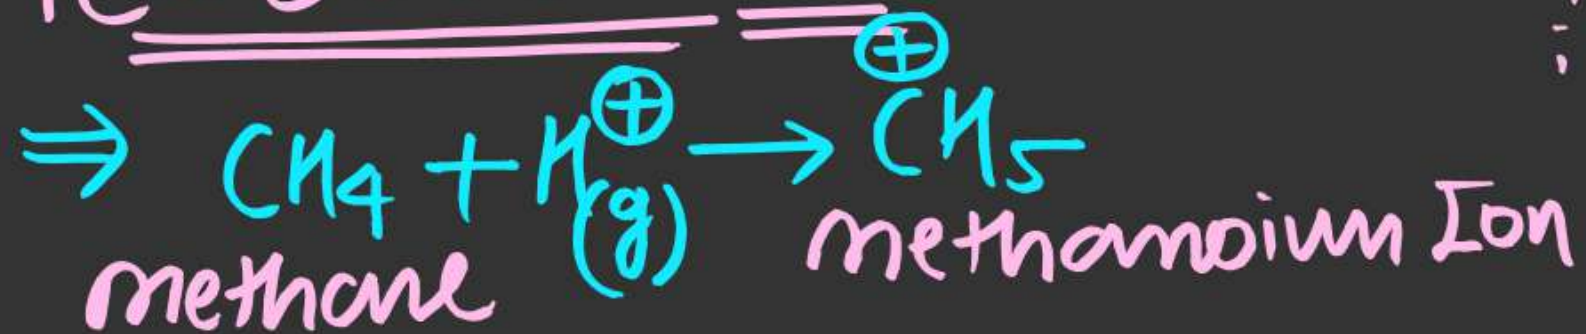 ⇒ CH₄ + H⊕(g) → ⊕CH₅
methane methanoium Ion